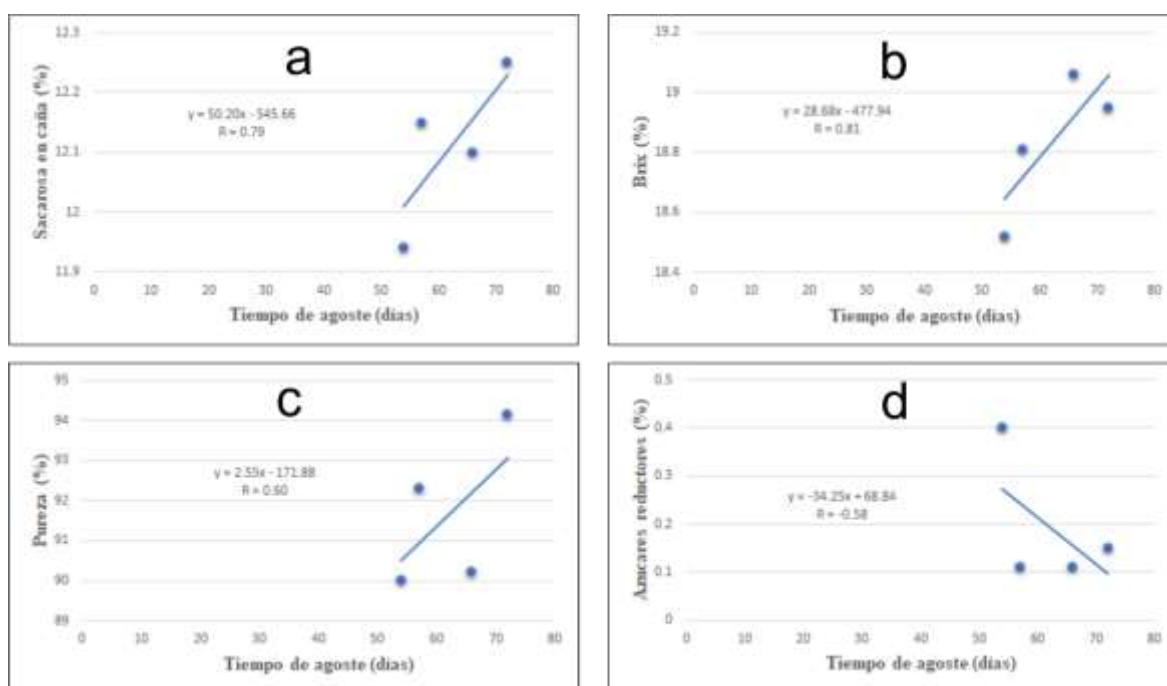 a
Sacarosa en caña (%)
12.3
12.2
12.1
12
11.9
y = 50.20x - 545.66
R = 0.79
0 10 20 30 40 50 60 70 80
Tiempo de agoste (días)
b
Brix (%)
19.2
19
18.8
18.6
18.4
y = 28.68x - 477.94
R = 0.81
0 10 20 30 40 50 60 70 80
Tiempo de agoste (días)
c
Pureza (%)
95
94
93
92
91
90
89
y = 2.53x - 171.88
R = 0.60
0 10 20 30 40 50 60 70 80
Tiempo de agoste (días)
d
Azúcares reductores (%)
0.5
0.4
0.3
0.2
0.1
0
y = -34.25x + 68.84
R = -0.58
0 10 20 30 40 50 60 70 80
Tiempo de agoste (días)